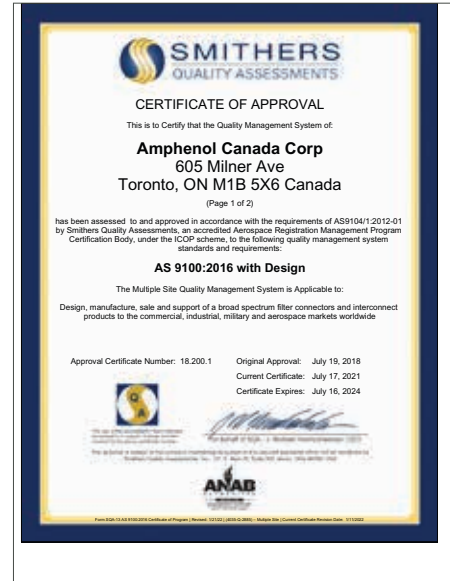 SMITHERS
QUALITY ASSESSMENTS
CERTIFICATE OF APPROVAL
This is to Certify that the Quality Management System of:
Amphenol Canada Corp
605 Milner Ave
Toronto, ON M1B 5X6 Canada
(Page 1 of 2)
has been assessed to and approved in accordance with the requirements of AS9104/1:2012-01
by Smithers Quality Assessments, an accredited Aerospace Registration Management Program
Certification Body, under the ICOP scheme, to the following quality management system
standards and requirements:
AS 9100:2016 with Design
The Multiple Site Quality Management System is Applicable to:
Design, manufacture, sale and support of a broad spectrum filter connectors and interconnect
products to the commercial, industrial, military and aerospace markets worldwide
Approval Certificate Number: 18.200.1
Original Approval: July 19, 2018
Current Certificate: July 17, 2021
Certificate Expires: July 16, 2024
ANAB